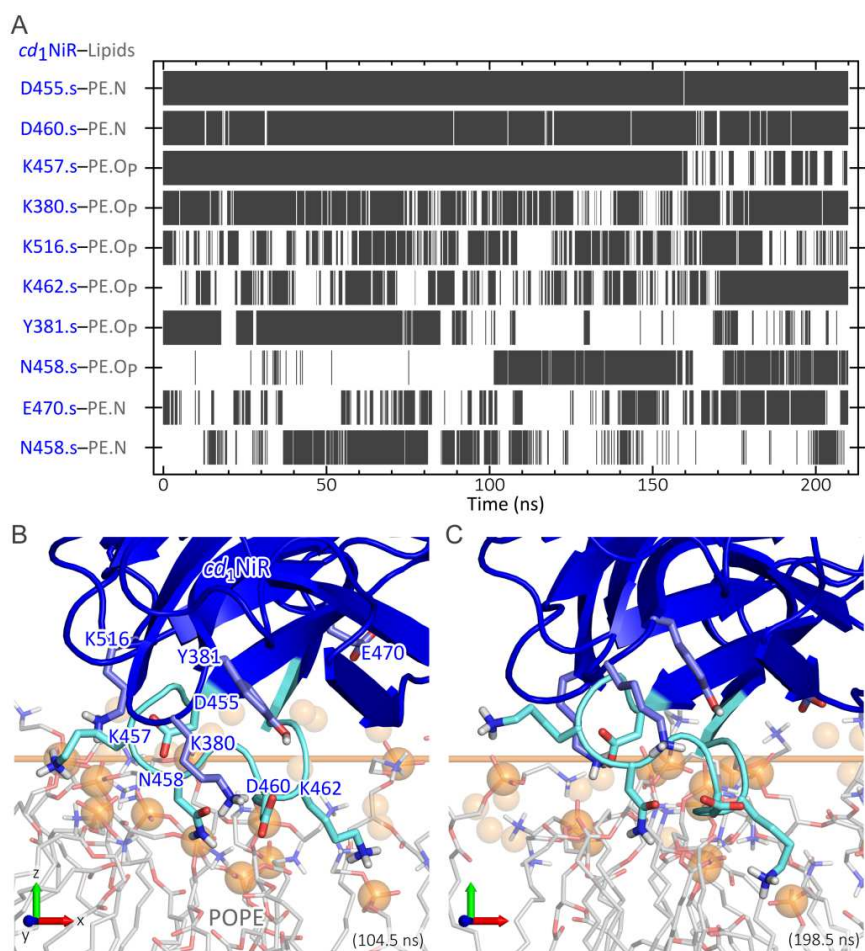 A
cd1NiR–Lipids
D455.s–PE.N
D460.s–PE.N
K457.s–PE.OP
K380.s–PE.OP
K516.s–PE.OP
K462.s–PE.OP
Y381.s–PE.OP
N458.s–PE.OP
E470.s–PE.N
N458.s–PE.N
0 50 100 150 200
Time (ns)
B
cd1NiR
K516
Y381
E470
D455
K457
K380
N458
D460
K462
z
y
x
POPE
(104.5 ns)
C
(198.5 ns)